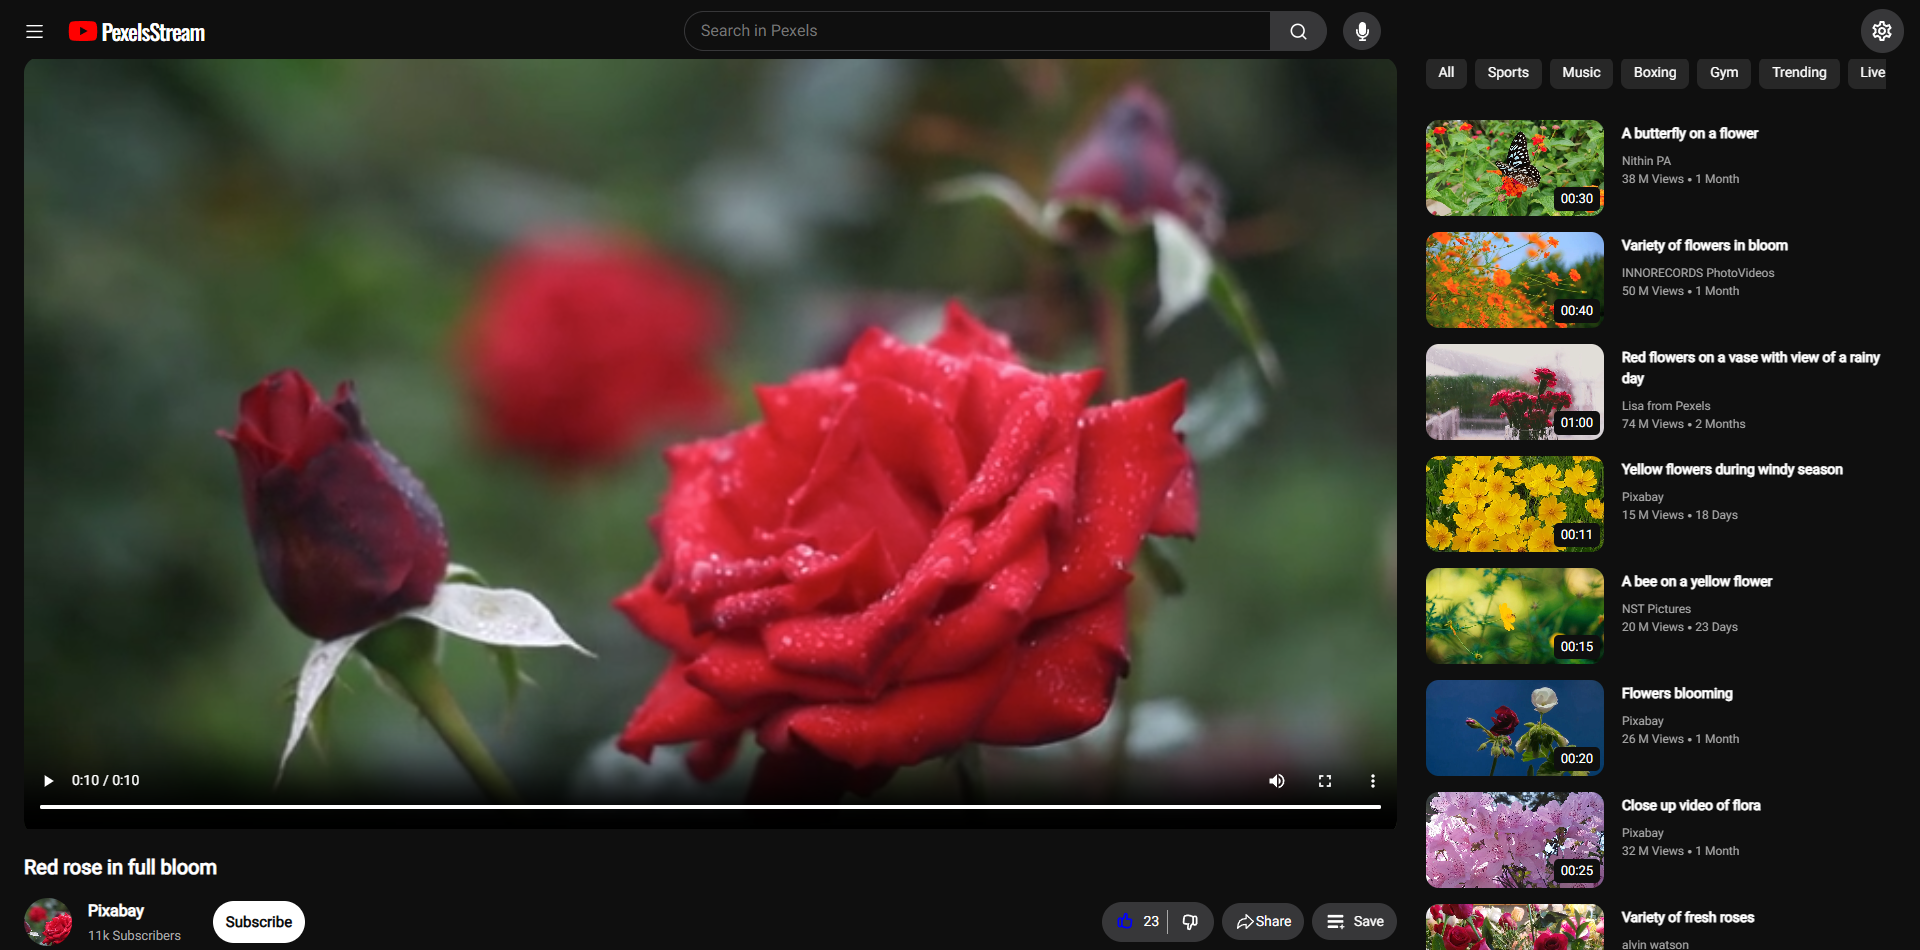 PexelsStream
Search in Pexels
All
Sports
Music
Boxing
Gym
Trending
Live
A butterfly on a flower
Nithin PA
38 M Views • 1 Month
00:30
Variety of flowers in bloom
INNORECORDS PhotoVideos
50 M Views • 1 Month
00:40
Red flowers on a vase with view of a rainy
day
Lisa from Pexels
74 M Views • 2 Months
01:00
Yellow flowers during windy season
Pixabay
15 M Views • 18 Days
00:11
A bee on a yellow flower
NST Pictures
20 M Views • 23 Days
00:15
Flowers blooming
Pixabay
26 M Views • 1 Month
00:20
Close up video of flora
Pixabay
32 M Views • 1 Month
00:25
Variety of fresh roses
alvin watson
0:10 / 0:10
Red rose in full bloom
Pixabay
11k Subscribers
Subscribe
23
Share
Save